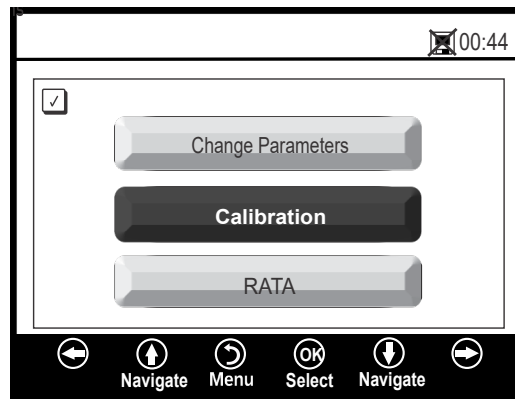 00:44
Change Parameters
Calibration
RATA
OK
Navigate Menu Select Navigate